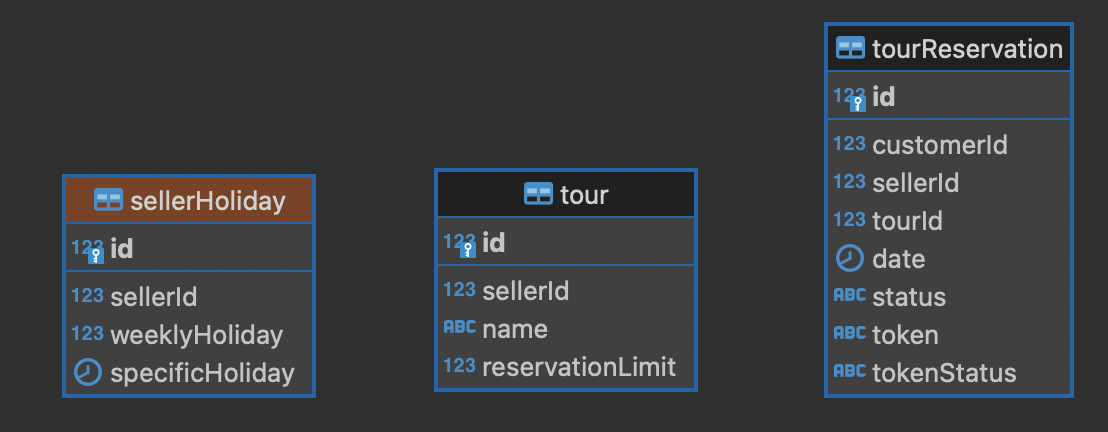 sellerHoliday
123 id
123 sellerId
123 weeklyHoliday
specificHoliday
tour
123 id
123 sellerId
ABC name
123 reservationLimit
tourReservation
123 id
123 customerId
123 sellerId
123 tourId
date
ABC status
ABC token
ABC tokenStatus